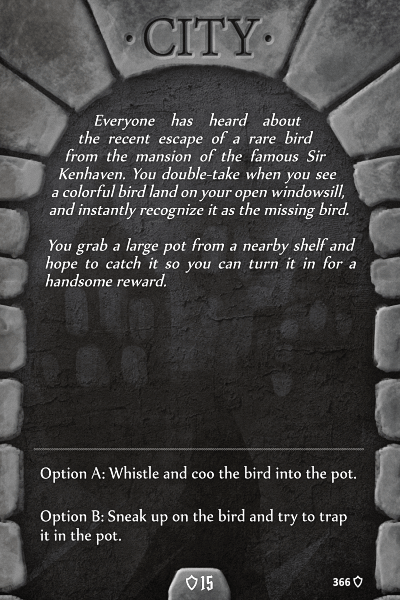 · CITY ·
Everyone has heard about
the recent escape of a rare bird
from the mansion of the famous Sir
Kenhaven. You double-take when you see
a colorful bird land on your open windowsill,
and instantly recognize it as the missing bird.
You grab a large pot from a nearby shelf and
hope to catch it so you can turn it in for a
handsome reward.
Option A: Whistle and coo the bird into the pot.
Option B: Sneak up on the bird and try to trap
it in the pot.
15
366